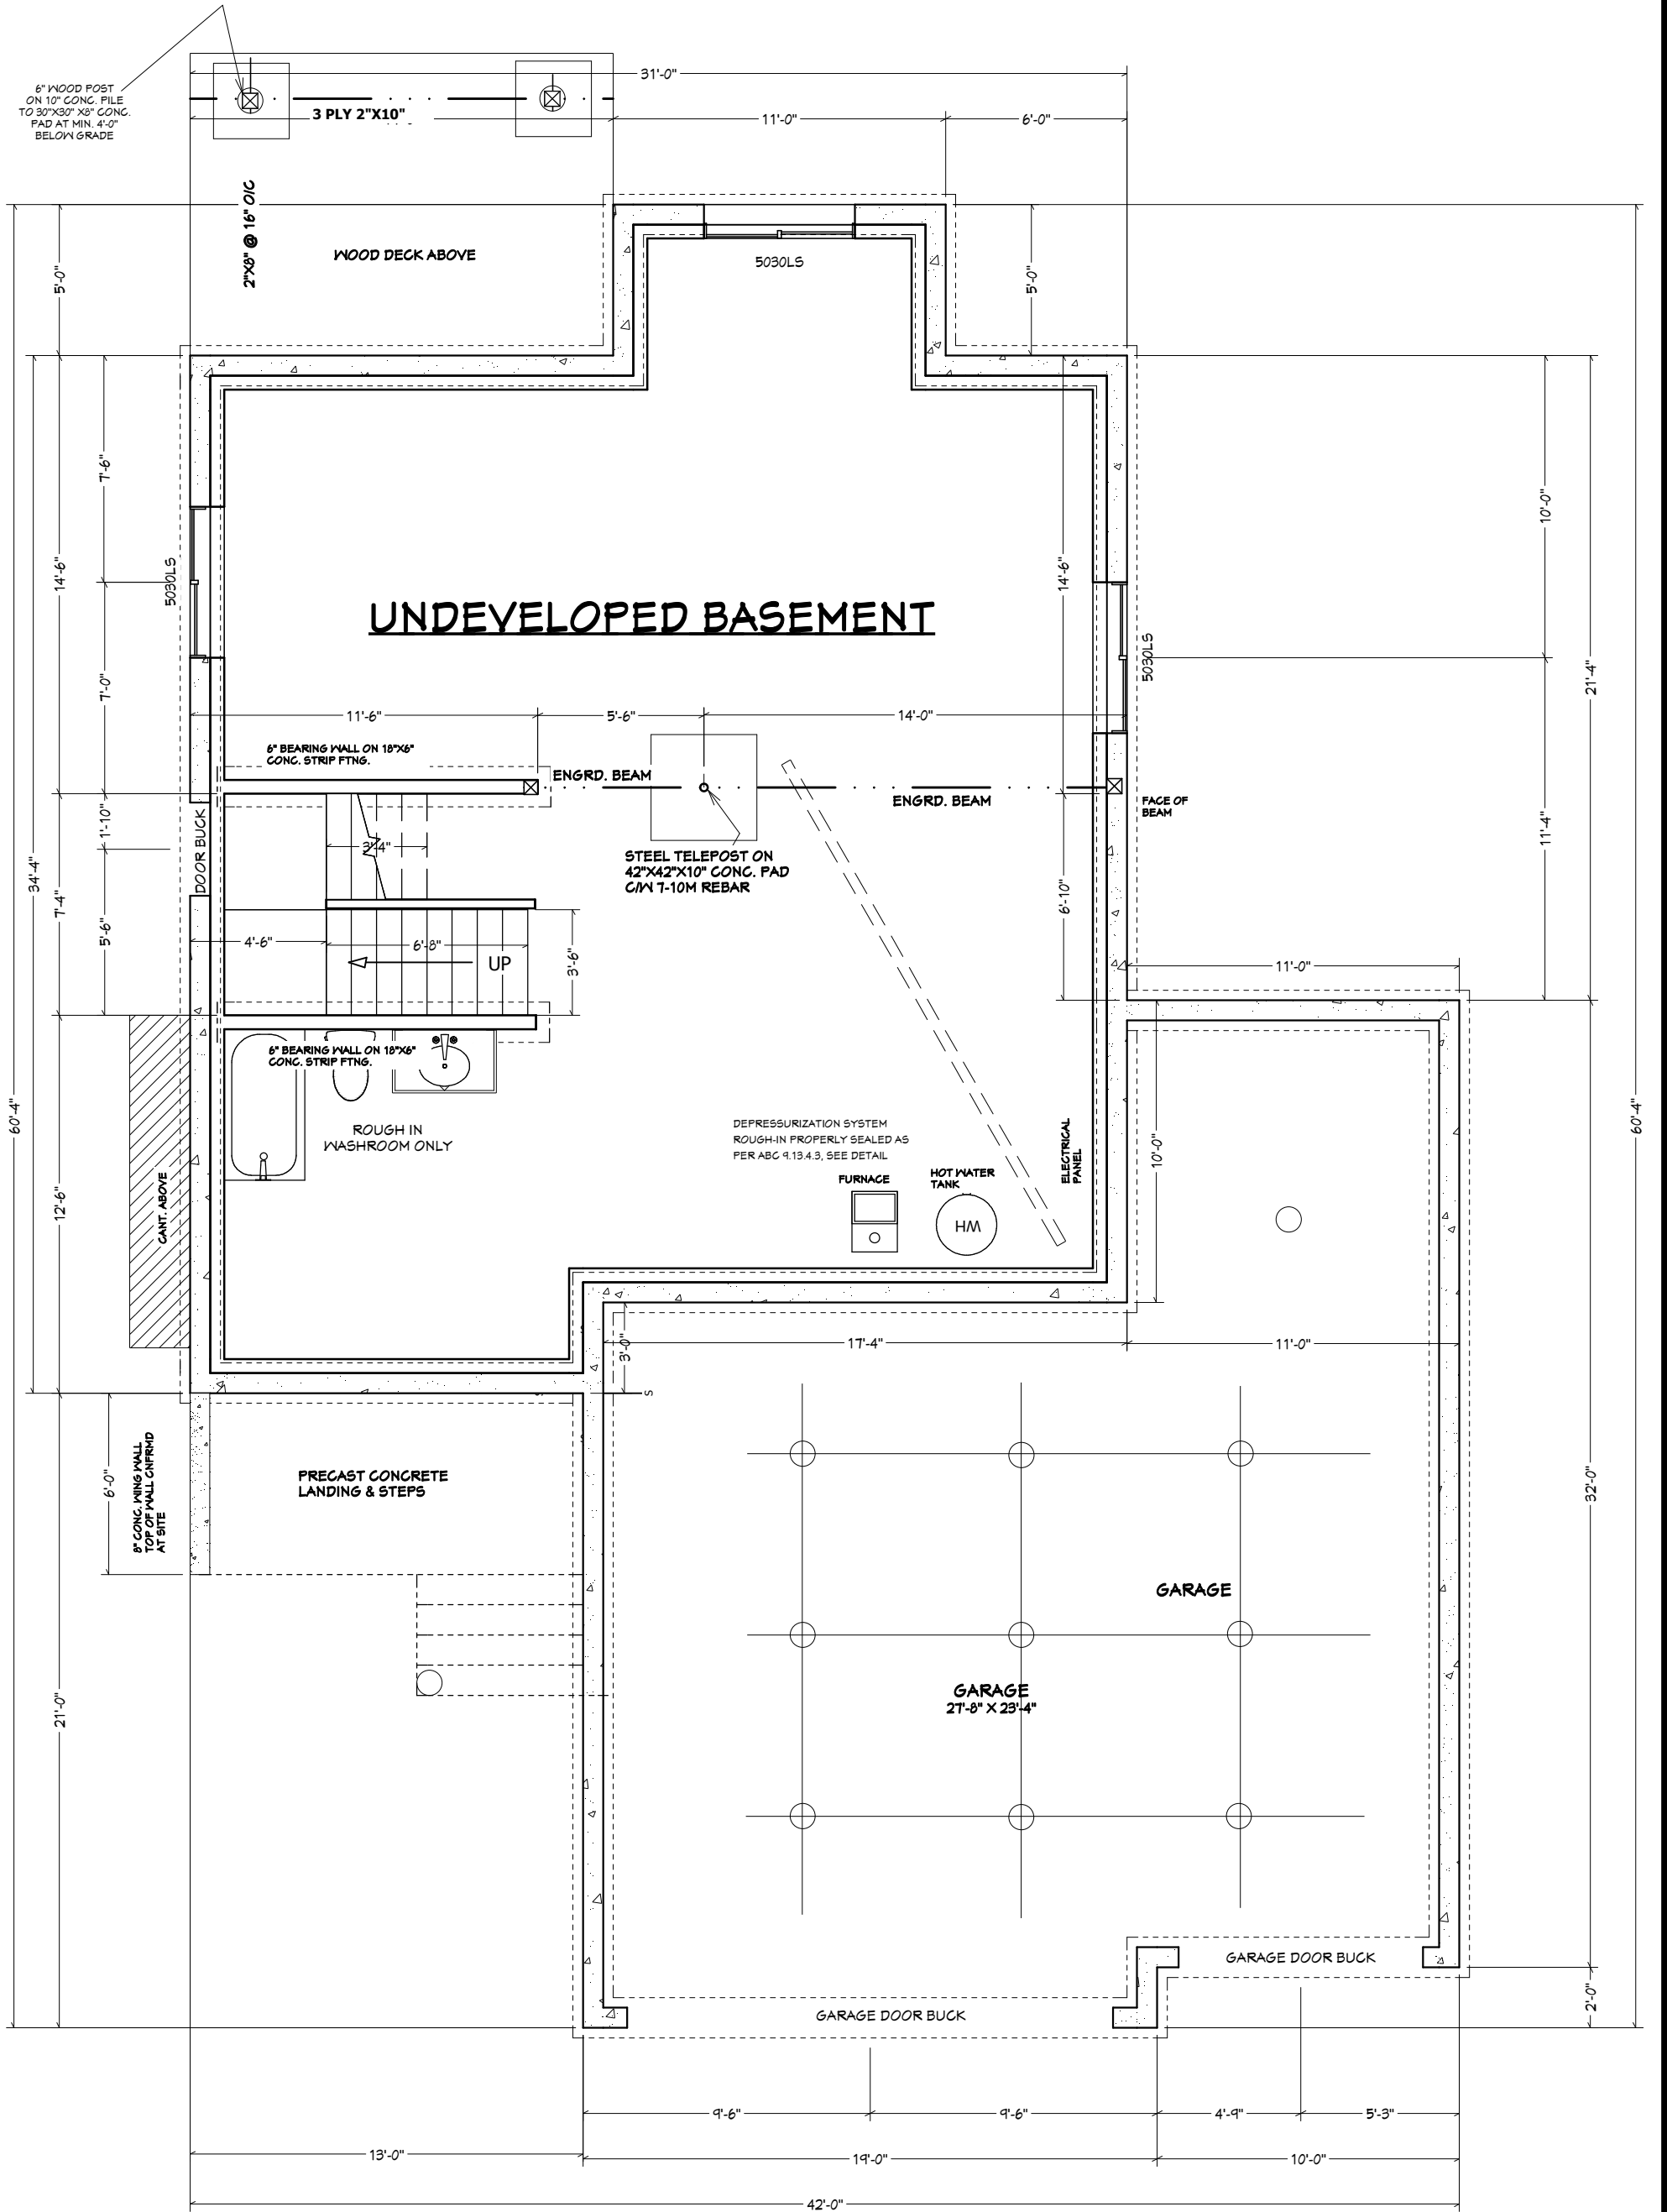 31'-0"
6" WOOD POST
ON 10" CONC. PILE
TO 30"X30" X8" CONC.
PAD AT MIN. 4'-0"
BELOW GRADE
3 PLY 2"X10"
11'-0"
6'-0"
2"X8" @ 16" O/C
WOOD DECK ABOVE
5030LS
5'-0"
5'-0"
7'-6"
14'-6"
5030LS
UNDEVELOPED BASEMENT
14'-6"
5030LS
10'-0"
21'-4"
7'-0"
11'-6"
5'-6"
14'-0"
6" BEARING WALL ON 18"X6"
CONC. STRIP FTNG.
ENGRD. BEAM
ENGRD. BEAM
FACE OF
BEAM
1'-10"
DOOR BUCK
3'-4"
STEEL TELEPOST ON
42"X42"X10" CONC. PAD
C/W 7-10M REBAR
11'-4"
34'-4"
7'-4"
5'-6"
6'-10"
4'-6"
6'-8"
UP
3'-6"
11'-0"
6" BEARING WALL ON 18"X6"
CONC. STRIP FTNG.
60'-4"
60'-4"
ROUGH IN
WASHROOM ONLY
DEPRESSURIZATION SYSTEM
ROUGH-IN PROPERLY SEALED AS
PER ABC 9.13.4.3, SEE DETAIL
ELECTRICAL
PANEL
10'-0"
FURNACE
HOT WATER
TANK
HW
CANT. ABOVE
12'-6"
3'-0"
17'-4"
11'-0"
S
6'-0"
8" CONC. WING WALL
TOP OF WALL CNFRMD
AT SITE
PRECAST CONCRETE
LANDING & STEPS
32'-0"
GARAGE
21'-0"
GARAGE
27'-8" X 23'-4"
GARAGE DOOR BUCK
GARAGE DOOR BUCK
2'-0"
9'-6"
9'-6"
4'-9"
5'-3"
13'-0"
19'-0"
10'-0"
42'-0"